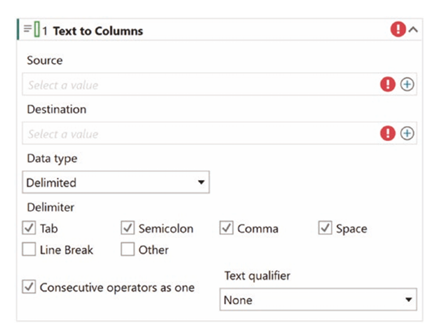 1 Text to Columns
Source
Select a value
Destination
Select a value
Data type
Delimited
Delimiter
Tab Semicolon Comma Space
Line Break Other
Text qualifier
Consecutive operators as one
None